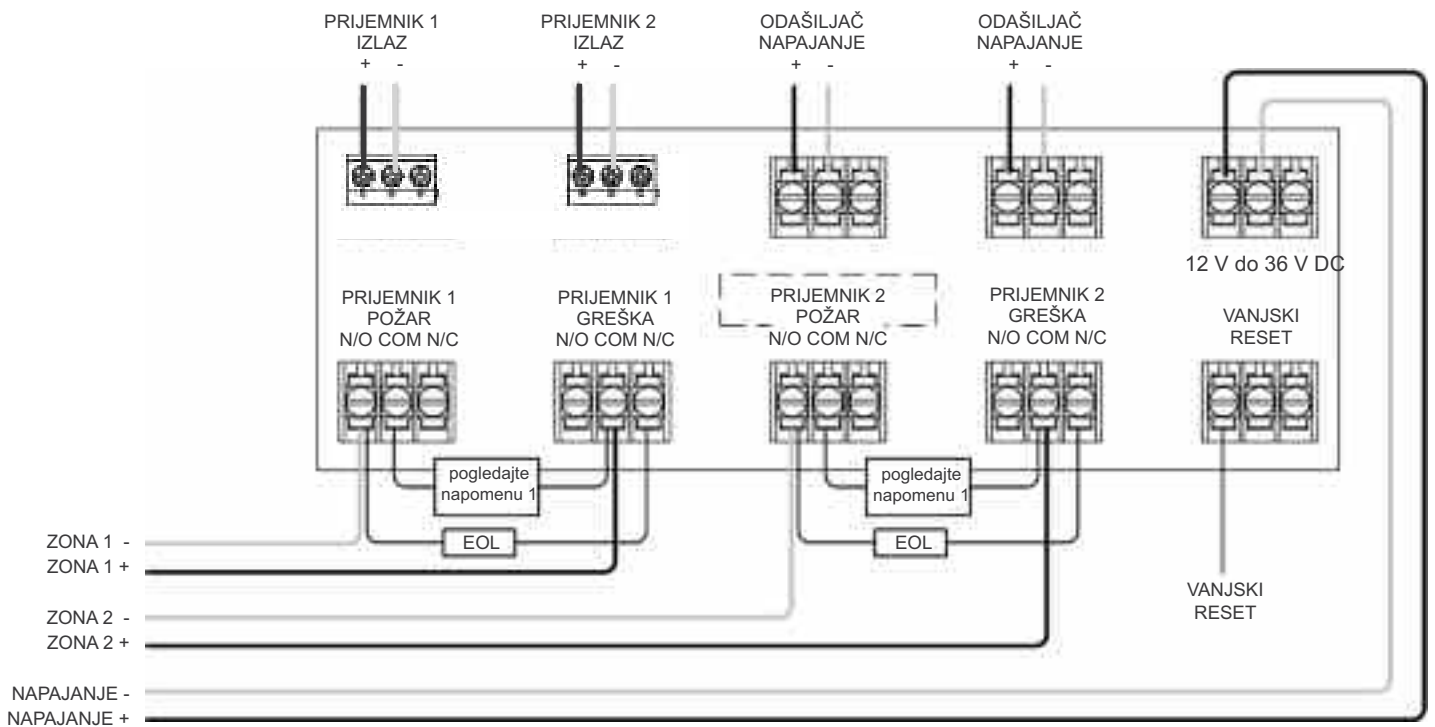 PRIJEMNIK 1
IZLAZ
+ -
PRIJEMNIK 2
IZLAZ
+ -
ODAŠILJAČ
NAPAJANJE
+ -
ODAŠILJAČ
NAPAJANJE
+ -
12 V do 36 V DC
PRIJEMNIK 1
POŽAR
N/O COM N/C
PRIJEMNIK 1
GREŠKA
N/O COM N/C
PRIJEMNIK 2
POŽAR
N/O COM N/C
PRIJEMNIK 2
GREŠKA
N/O COM N/C
VANJSKI
RESET
pogledajte
napomenu 1
pogledajte
napomenu 1
EOL
EOL
ZONA 1 -
ZONA 1 +
ZONA 2 -
ZONA 2 +
VANJSKI
RESET
NAPAJANJE -
NAPAJANJE +